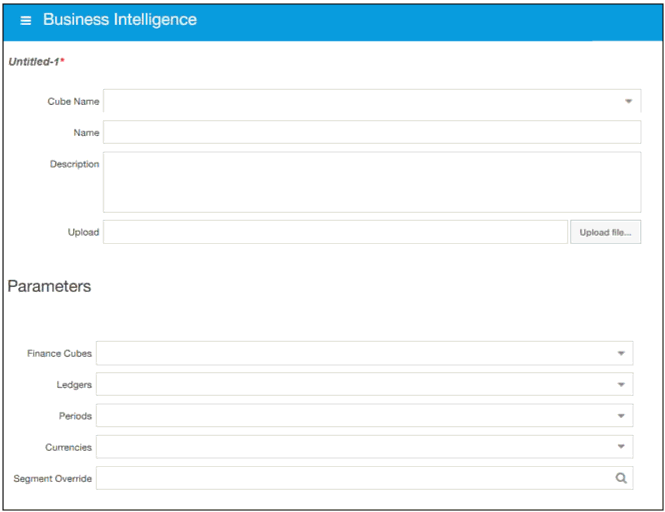 Business Intelligence
Untitled-1*
Cube Name
Name
Description
Upload
Upload file...
Parameters
Finance Cubes
Ledgers
Periods
Currencies
Segment Override